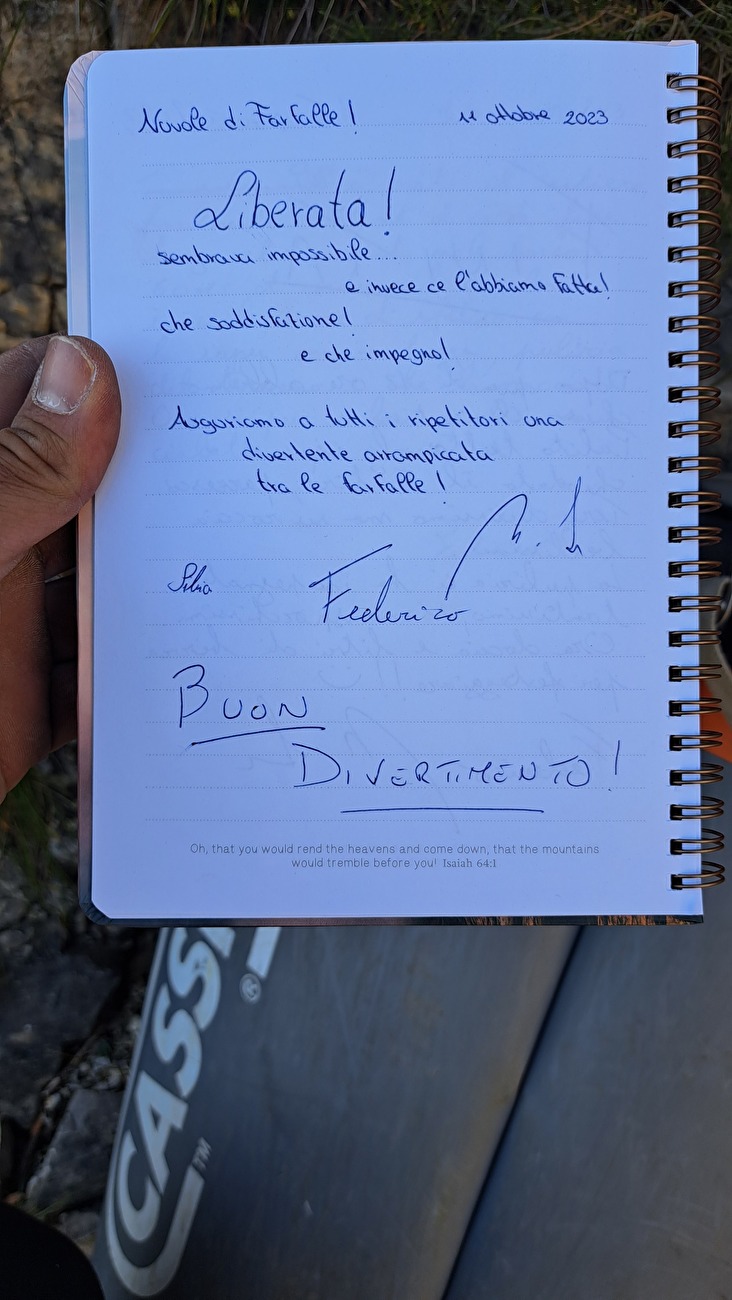 Nuvole di Farfalle! 11 ottobre 2023
Liberata!
sembrava impossibile...
e invece ce l'abbiamo fatta!
che soddisfazione!
e che impegno!
Auguriamo a tutti i ripetitori una
divertente arrampicata
tra le farfalle!
Silvia
Federico
BUON
DIVERTIMENTO!
Oh, that you would rend the heavens and come down, that the mountains
would tremble before you! Isaiah 64:1
CASSI
®
TM